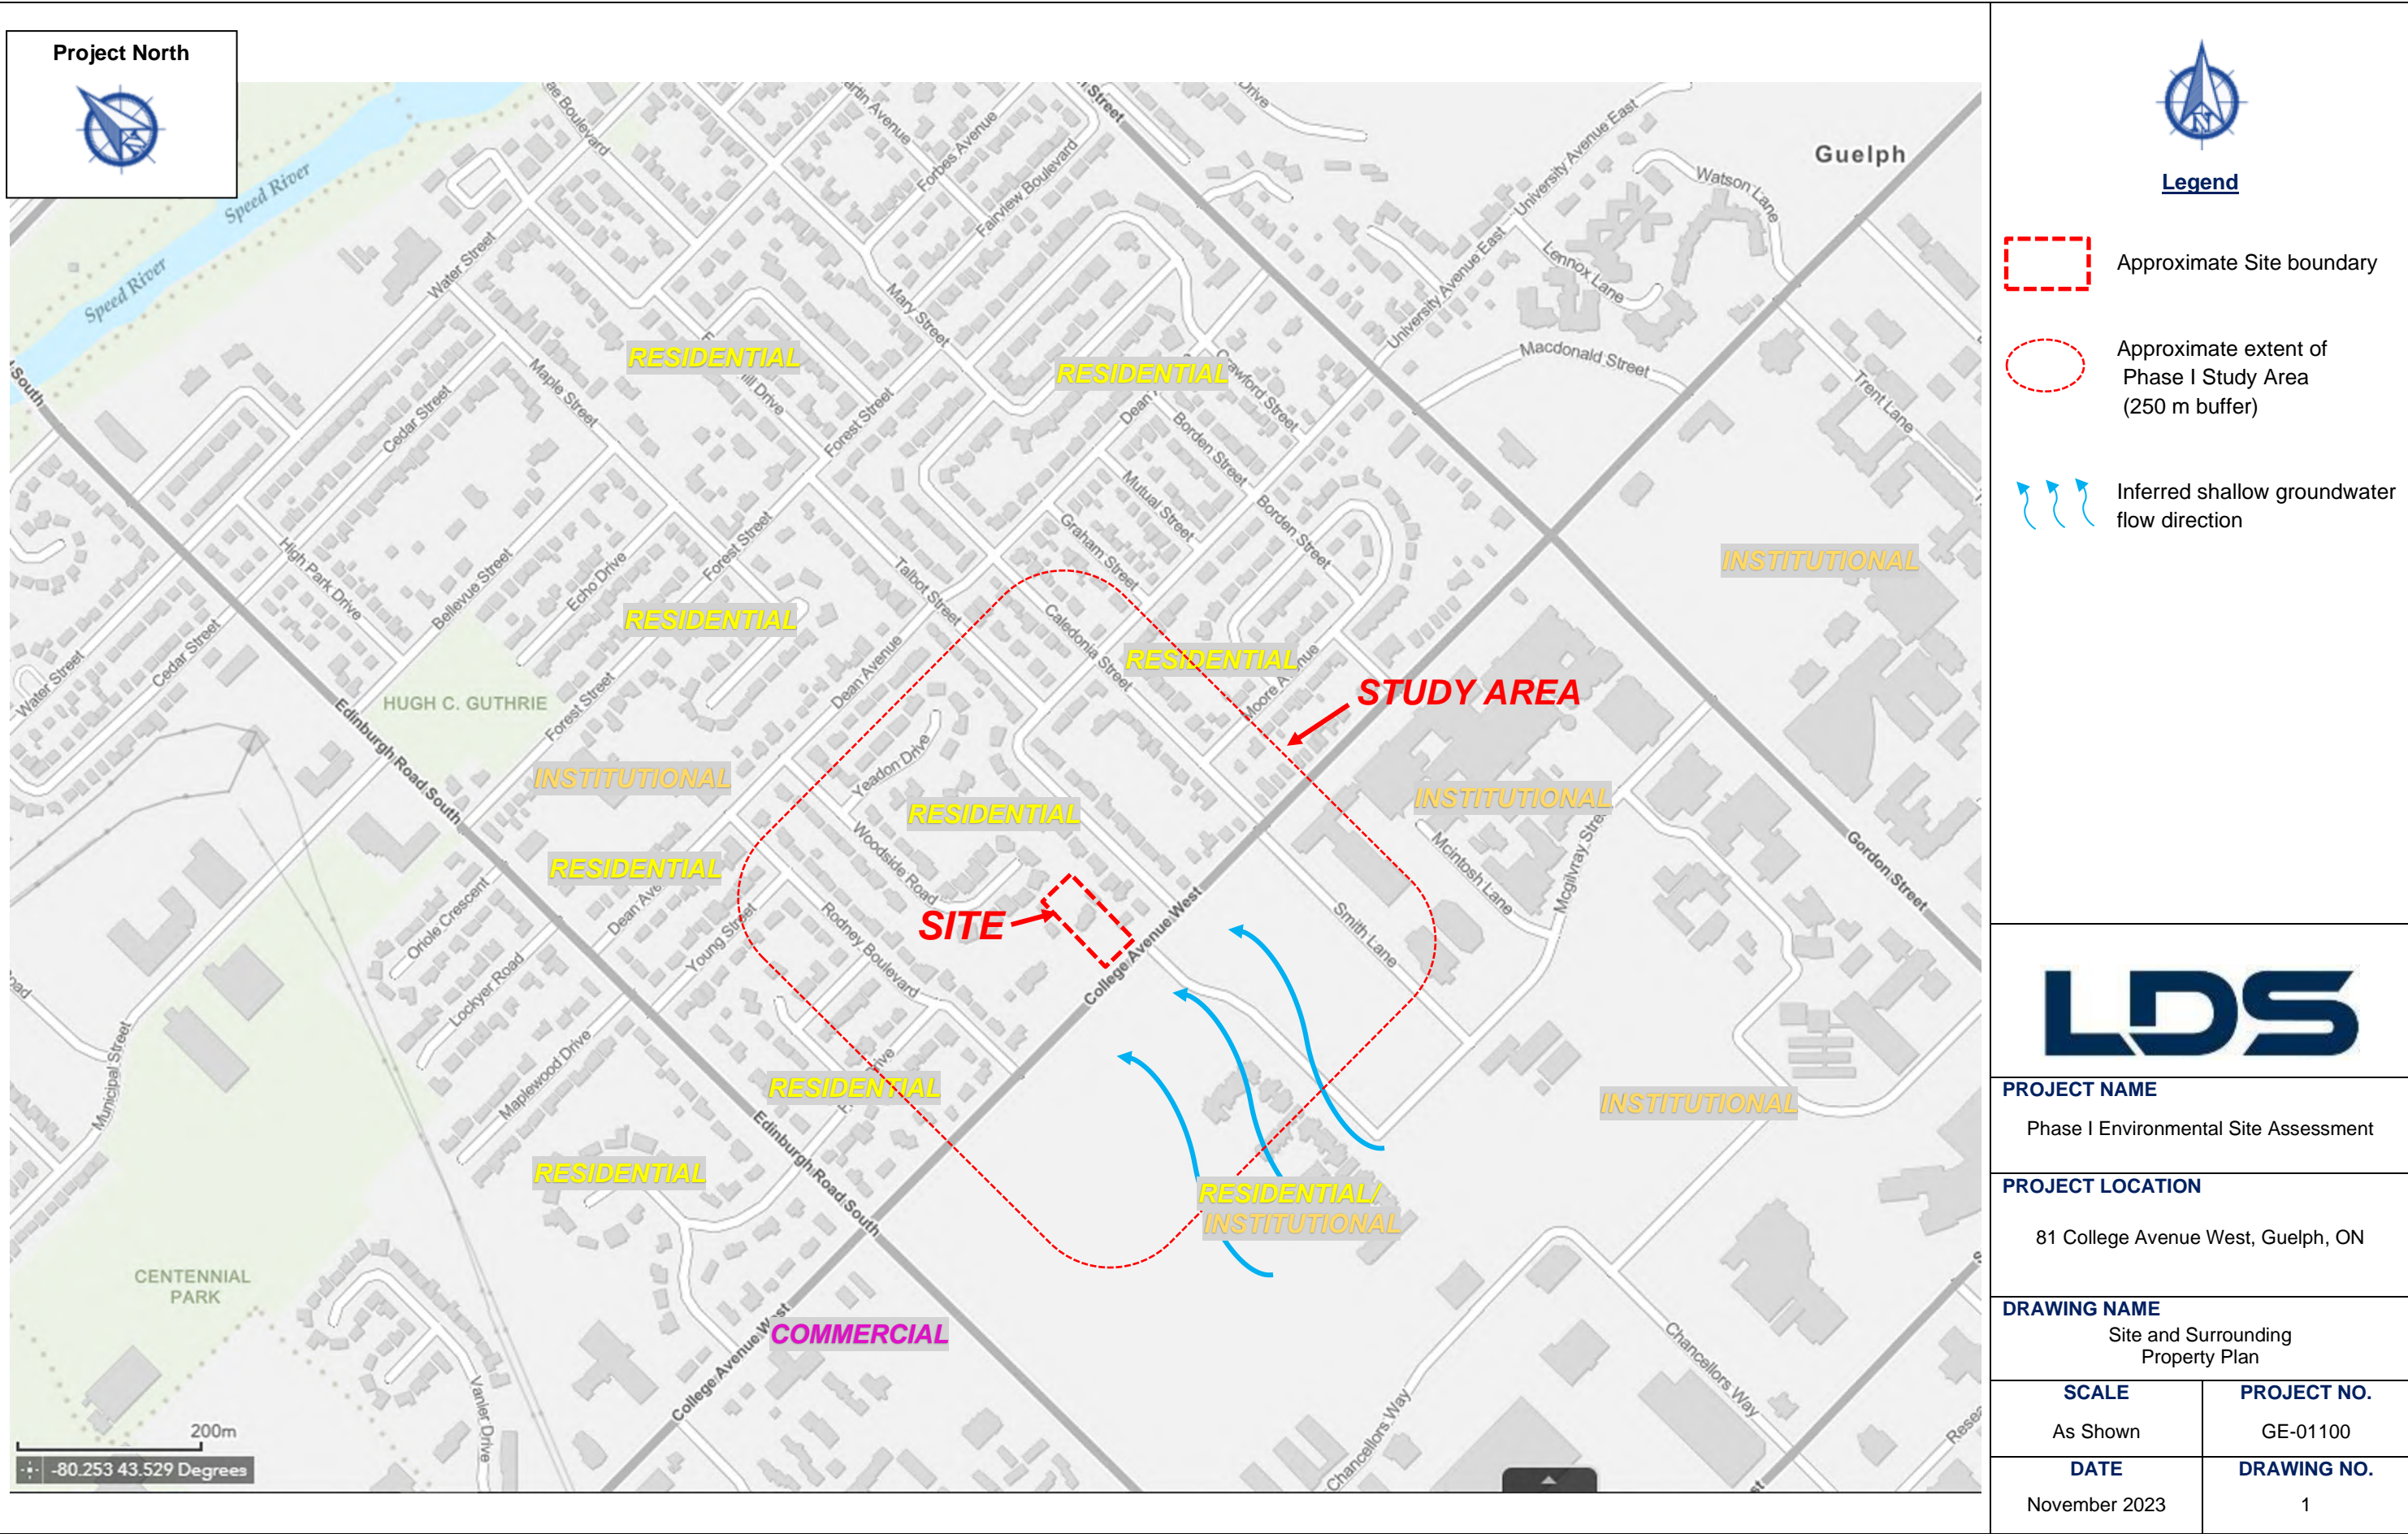 Project North
Speed River
Speed River
Water Street
Forbes Avenue
Fairview Boulevard
Mary Street
Drive
University Avenue East
University Avenue East
Guelph
Watson Lane
Lennox Lane
Macdonald Street
Trent Lane
RESIDENTIAL
RESIDENTIAL
Crawford Street
Borden Street
Borden Street
Mutual Street
Graham Street
Cedar Street
Maple Street
Forest Street
Forest Street
High Park Drive
Bellevue Street
Echo Drive
Talbot Street
Caledonia Street
INSTITUTIONAL
RESIDENTIAL
RESIDENTIAL
Water Street
Cedar Street
HUGH C. GUTHRIE
Forest Street
Edinburgh Road South
Dean Avenue
Yeadon Drive
STUDY AREA
INSTITUTIONAL
RESIDENTIAL
INSTITUTIONAL
RESIDENTIAL
Woodside Road
McIntosh Lane
Gordon Street
Oriole Crescent
Young Street
Rodney Boulevard
SITE
College Avenue West
Smith Lane
Lockyer Road
Maplewood Drive
Municipal Street
RESIDENTIAL
INSTITUTIONAL
Edinburgh Road South
RESIDENTIAL
RESIDENTIAL/
INSTITUTIONAL
CENTENNIAL
PARK
COMMERCIAL
College Avenue West
Vanier Drive
Chancellors Way
Chancellors Way
200m
-80.253 43.529 Degrees
N
Legend
Approximate Site boundary
Approximate extent of
Phase I Study Area
(250 m buffer)
Inferred shallow groundwater
flow direction
LDS
PROJECT NAME
Phase I Environmental Site Assessment
PROJECT LOCATION
81 College Avenue West, Guelph, ON
DRAWING NAME
Site and Surrounding
Property Plan
SCALE
As Shown
PROJECT NO.
GE-01100
DATE
November 2023
DRAWING NO.
1